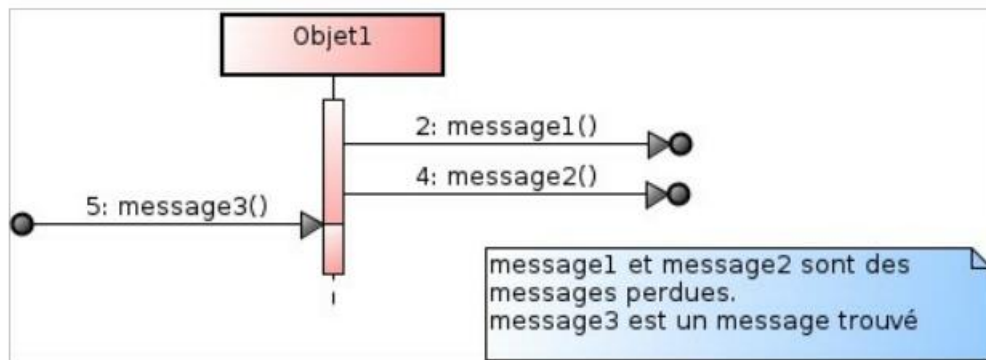 Objet1
2: message1()
4: message2()
5: message3()
message1 et message2 sont des
messages perdues.
message3 est un message trouvé